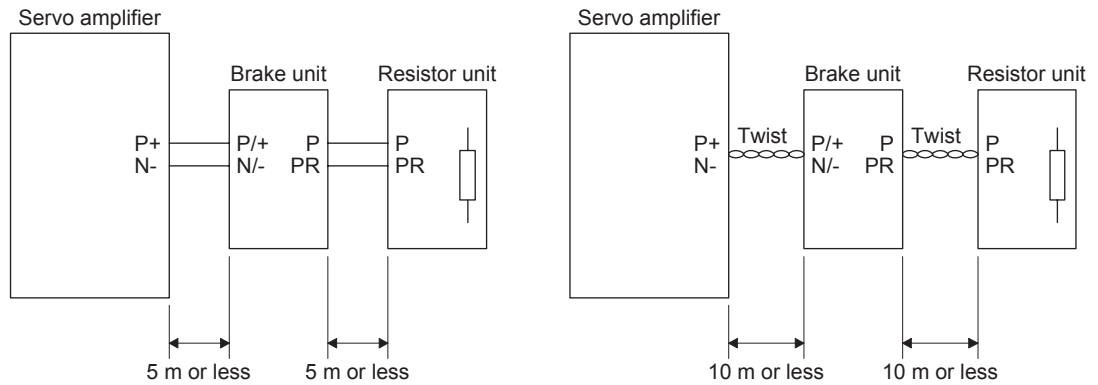 Servo amplifier
Servo amplifier
Brake unit
Resistor unit
Brake unit
Resistor unit
P+
P/+
P
P
P+
Twist
P/+
P
Twist
P
N-
N/-
PR
PR
N-
N/-
PR
PR
5 m or less
5 m or less
10 m or less
10 m or less